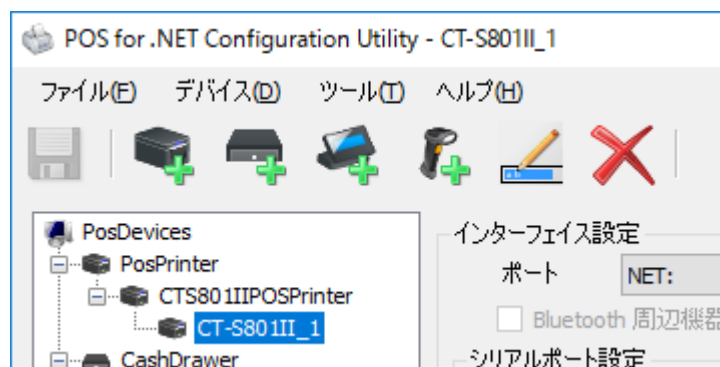 POS for .NET Configuration Utility - CT-S801II_1
ファイル(F) デバイス(D) ツール(T) ヘルプ(H)
PosDevices
PosPrinter
CTS801IIPOSPrinter
CT-S801II_1
CashDrawer
インターフェイス設定
ポート NET:
Bluetooth 周辺機器
シリアルポート設定